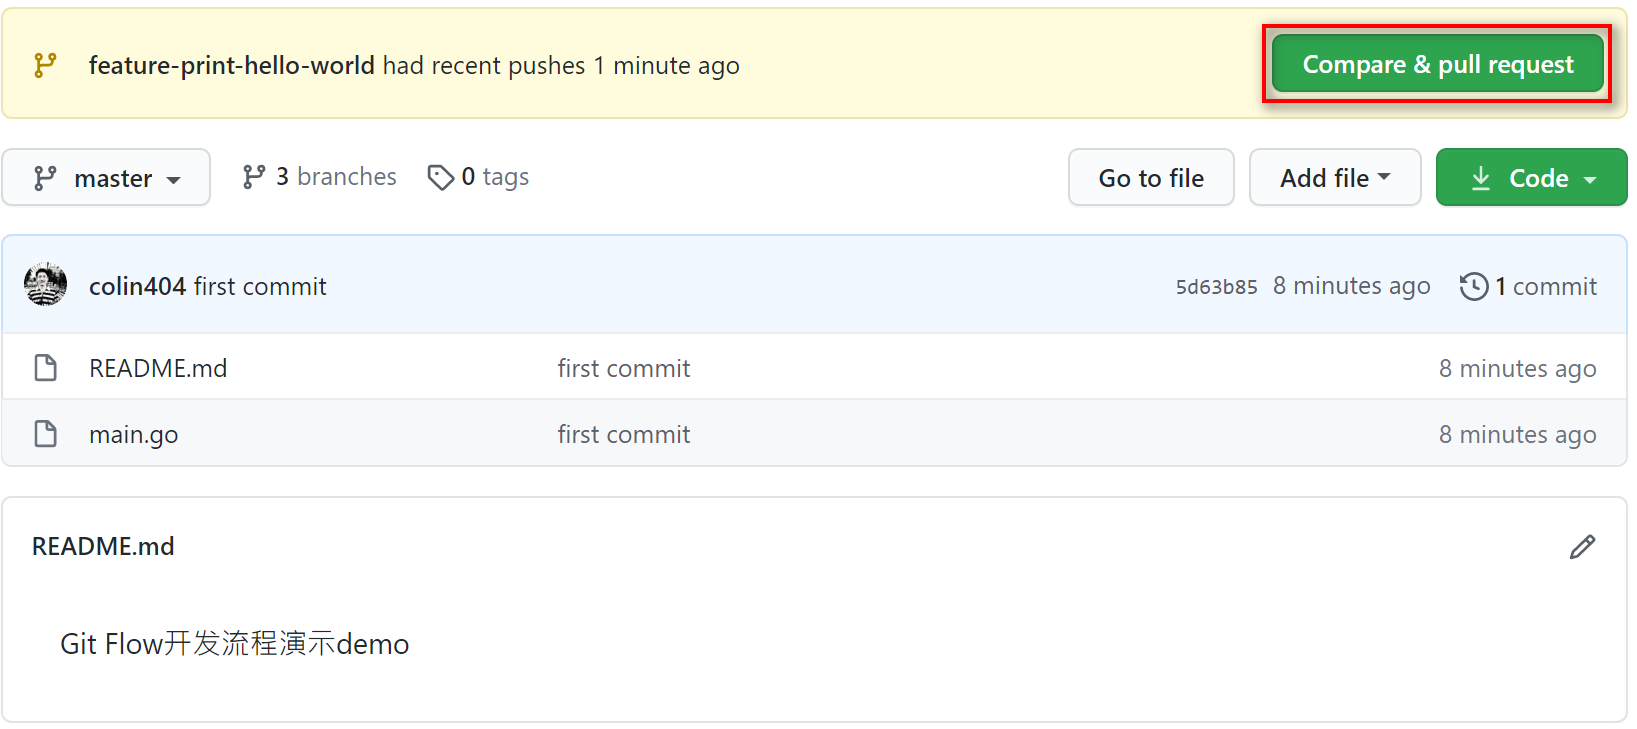 feature-print-hello-world had recent pushes 1 minute ago
Compare & pull request
master
3 branches
0 tags
Go to file
Add file
Code
colin404 first commit
5d63b85 8 minutes ago
1 commit
README.md first commit 8 minutes ago
main.go first commit 8 minutes ago
README.md
Git Flow开发流程演示demo